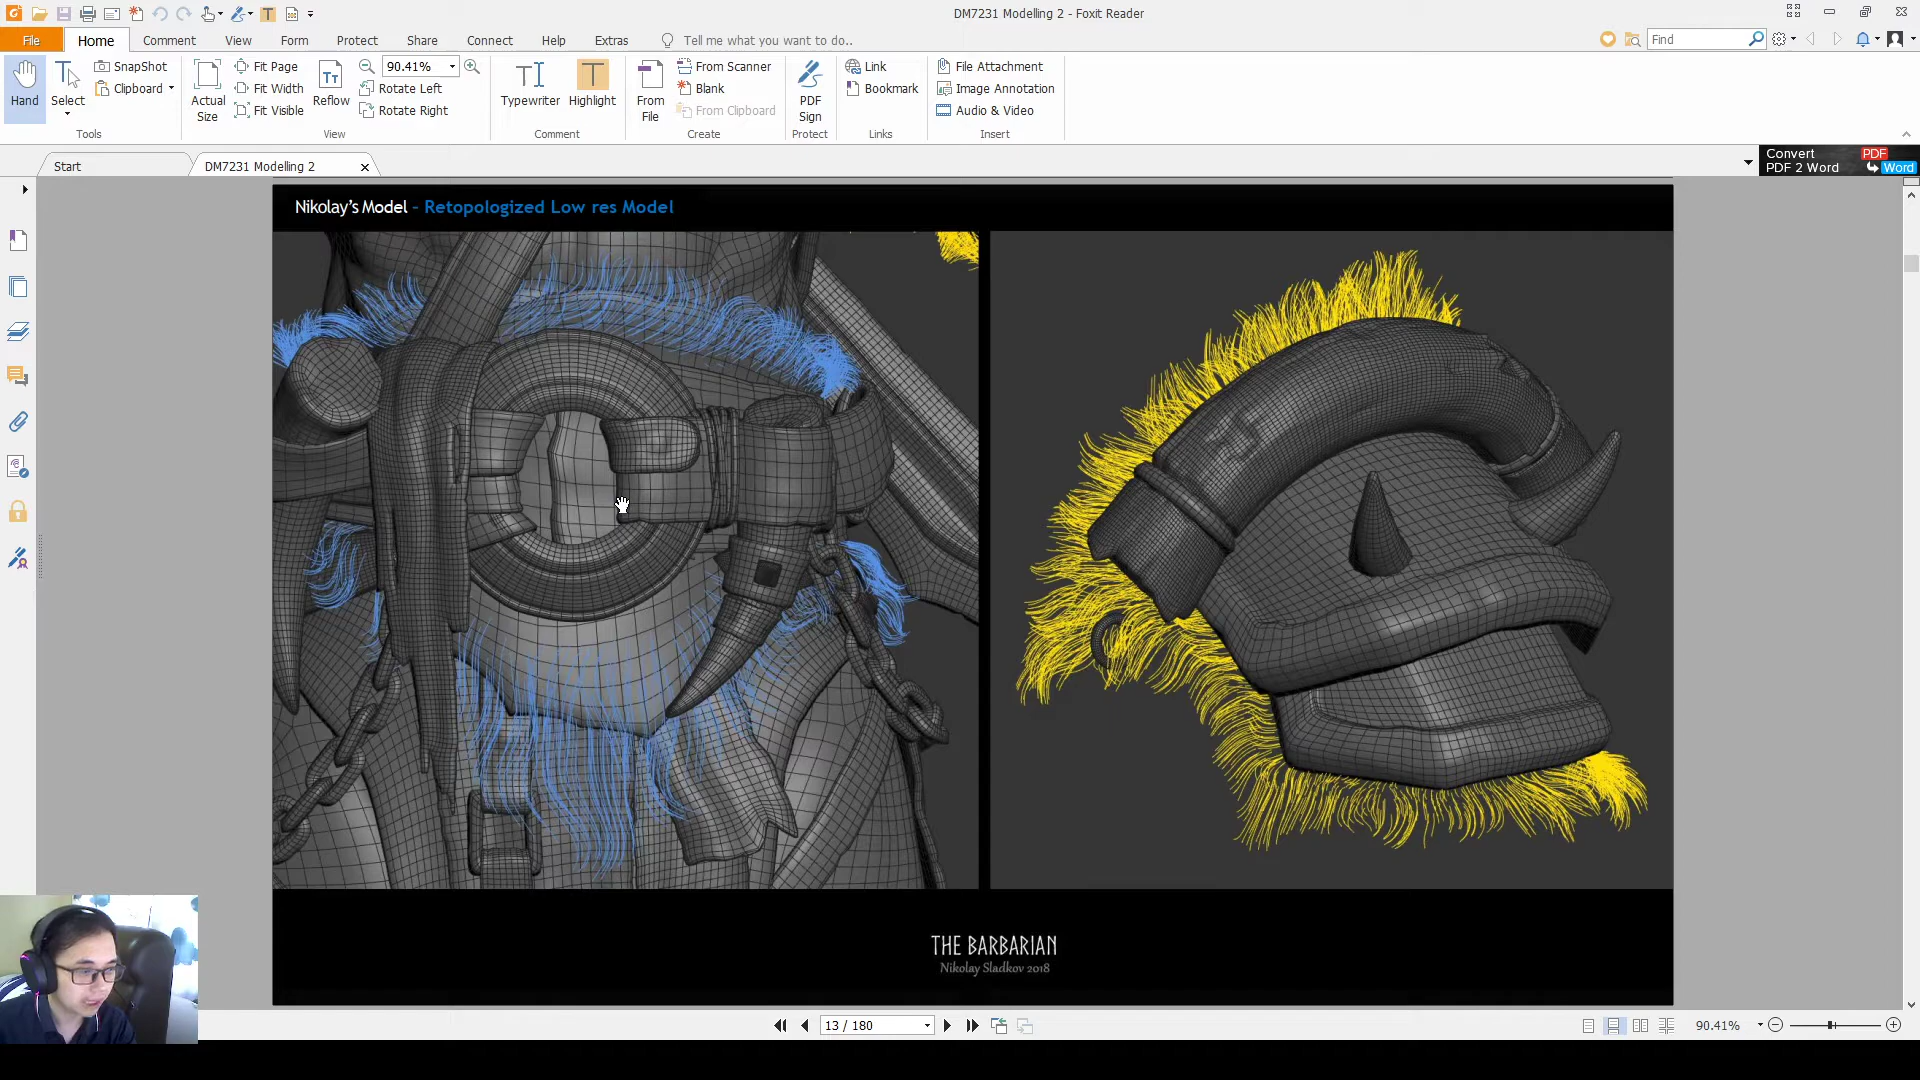 DM7231 Modelling 2 - Foxit Reader
File
Home
Comment
View
Form
Protect
Share
Connect
Help
Extras
Tell me what you want to do..
Find
Hand
Select
SnapShot
Clipboard
Tools
Actual
Size
Fit Page
Fit Width
Fit Visible
Reflow
90.41%
Rotate Left
Rotate Right
View
Typewriter
Highlight
Comment
From
File
From Scanner
Blank
From Clipboard
Create
PDF
Sign
Protect
Link
Bookmark
Links
File Attachment
Image Annotation
Audio & Video
Insert
Start
DM7231 Modelling 2
Convert PDF
PDF 2 Word Word
Nikolay's Model - Retopologized Low res Model
THE BARBARIAN
Nikolay Sladkov 2018
13 / 180
90.41%